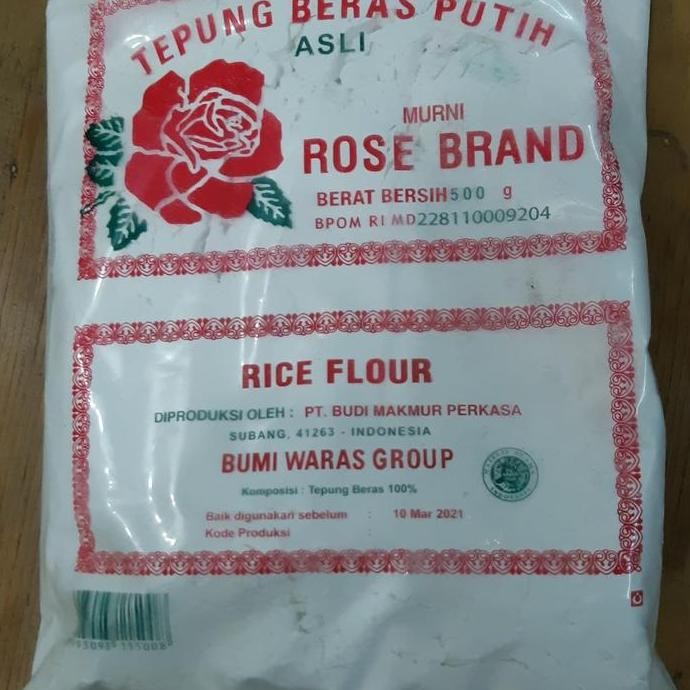 TEPUNG BERAS PUTIH
ASLI
MURNI
ROSE BRAND
BERAT BERSIH 500 g
BPOM RI MD 228110009204
RICE FLOUR
DIPRODUKSI OLEH : PT. BUDI MAKMUR PERKASA
SUBANG, 41263 - INDONESIA
BUMI WARAS GROUP
Komposisi : Tepung Beras 100%
Baik digunakan sebelum : 10 Mar 2021
Kode Produksi :